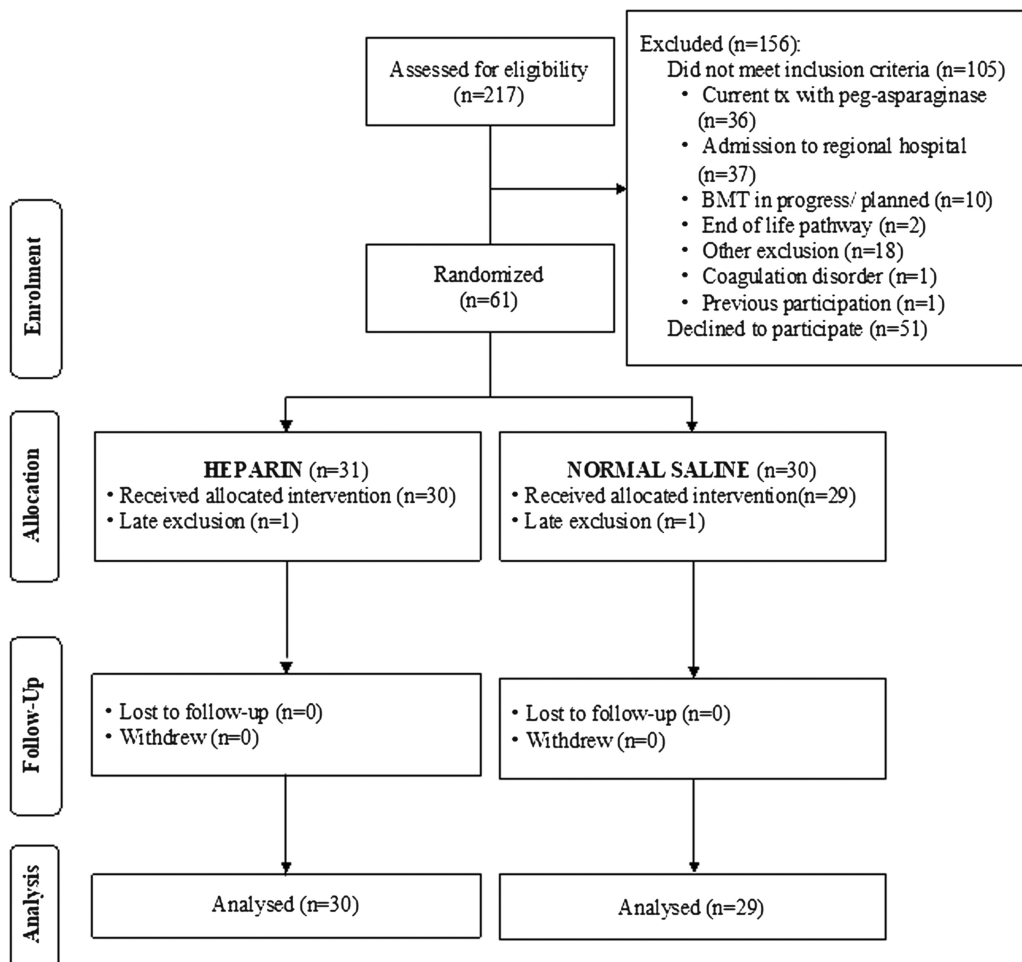 Assessed for eligibility
(n=217)
Excluded (n=156):
Did not meet inclusion criteria (n=105)
• Current tx with peg-asparaginase
(n=36)
• Admission to regional hospital
(n=37)
• BMT in progress/ planned (n=10)
• End of life pathway (n=2)
• Other exclusion (n=18)
• Coagulation disorder (n=1)
• Previous participation (n=1)
Declined to participate (n=51)
Enrolment
Randomized
(n=61)
Allocation
HEPARIN (n=31)
• Received allocated intervention (n=30)
• Late exclusion (n=1)
NORMAL SALINE (n=30)
• Received allocated intervention(n=29)
• Late exclusion (n=1)
Follow-Up
• Lost to follow-up (n=0)
• Withdrew (n=0)
• Lost to follow-up (n=0)
• Withdrew (n=0)
Analysis
Analysed (n=30)
Analysed (n=29)